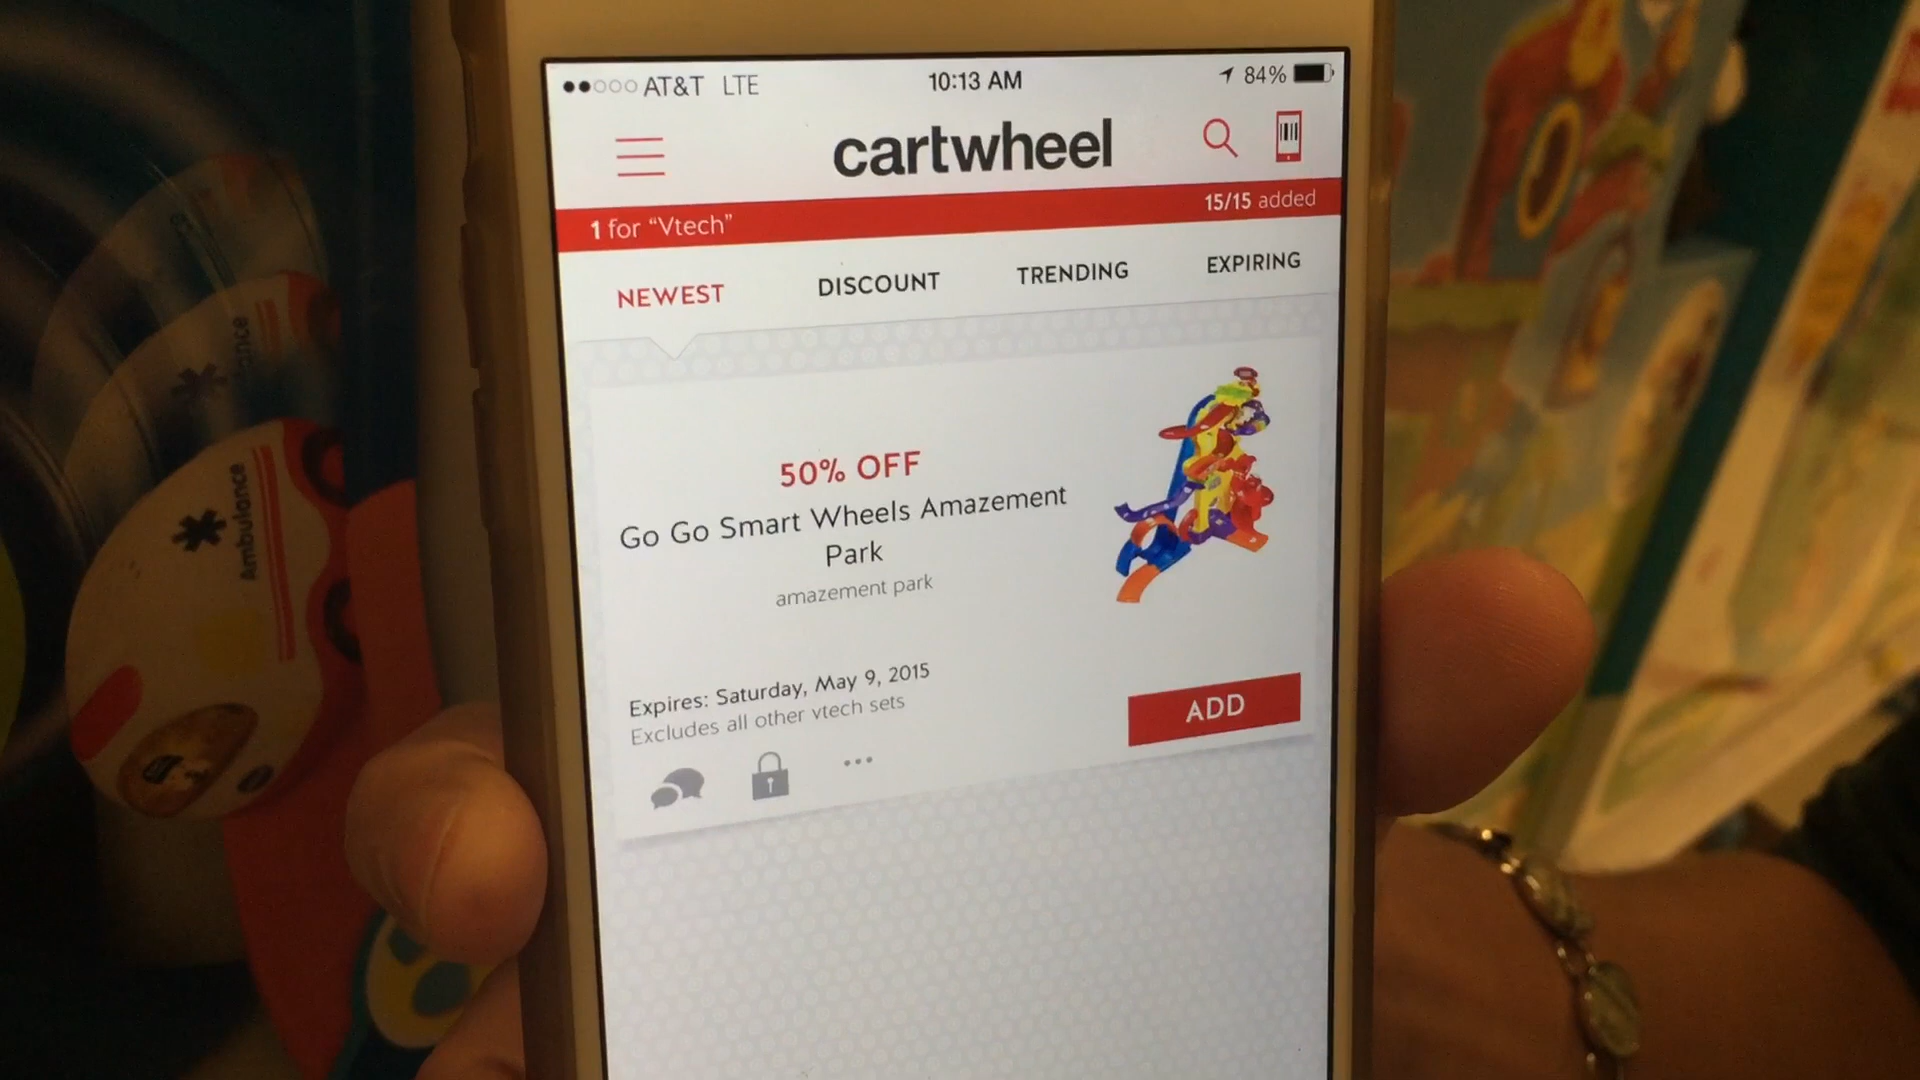 AT&T LTE 10:13 AM 84%
cartwheel
1 for “Vtech” 15/15 added
NEWEST DISCOUNT TRENDING EXPIRING
50% OFF
Go Go Smart Wheels Amazement
Park
amazement park
Expires: Saturday, May 9, 2015
Excludes all other vtech sets
ADD
Ambulance